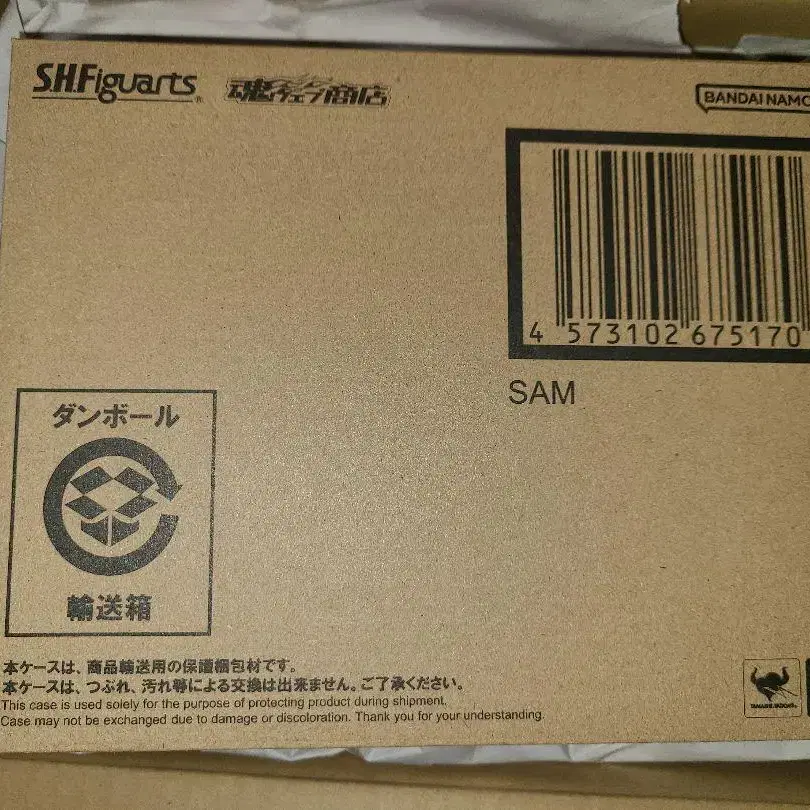 S.H.Figuarts
魂ウェブ商店
BANDAI NAMCO
4 573102 675170
SAM
ダンボール
輸送箱
本ケースは、商品輸送用の保護梱包材です。
本ケースは、つぶれ、汚れ等による交換は出来ません。ご了承ください。
This case is used solely for the purpose of protecting product during shipment.
Case may not be exchanged due to damage or discoloration. Thank you for your understanding.
TAMASHII NATIONS